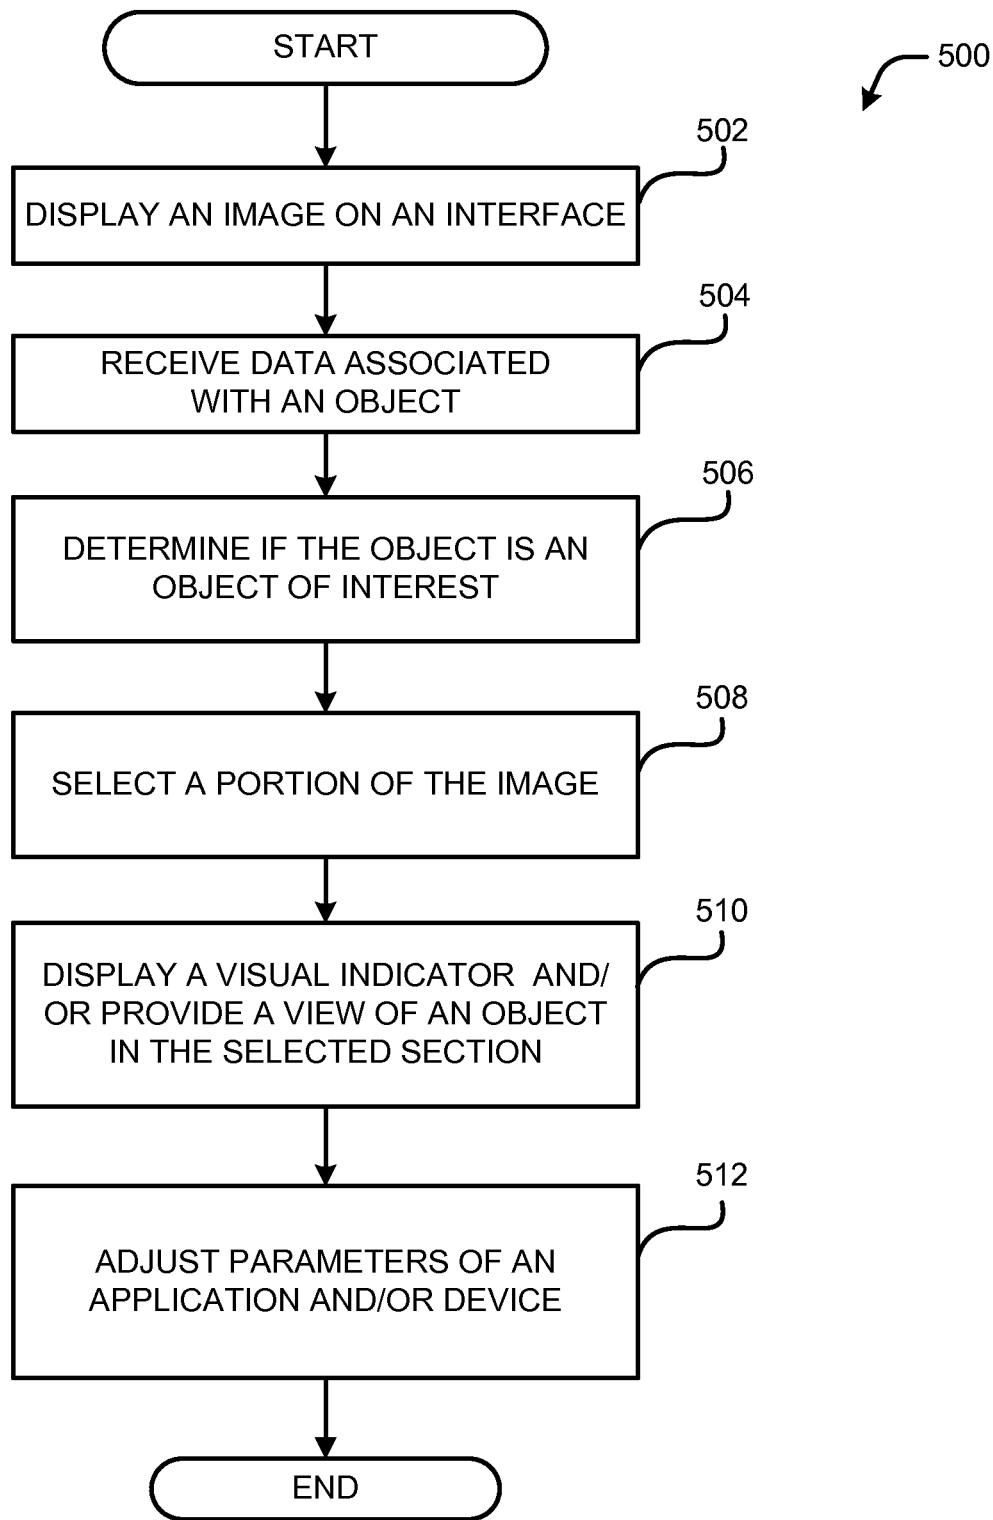 START
500
502
DISPLAY AN IMAGE ON AN INTERFACE
504
RECEIVE DATA ASSOCIATED
WITH AN OBJECT
506
DETERMINE IF THE OBJECT IS AN
OBJECT OF INTEREST
508
SELECT A PORTION OF THE IMAGE
510
DISPLAY A VISUAL INDICATOR AND/
OR PROVIDE A VIEW OF AN OBJECT
IN THE SELECTED SECTION
512
ADJUST PARAMETERS OF AN
APPLICATION AND/OR DEVICE
END